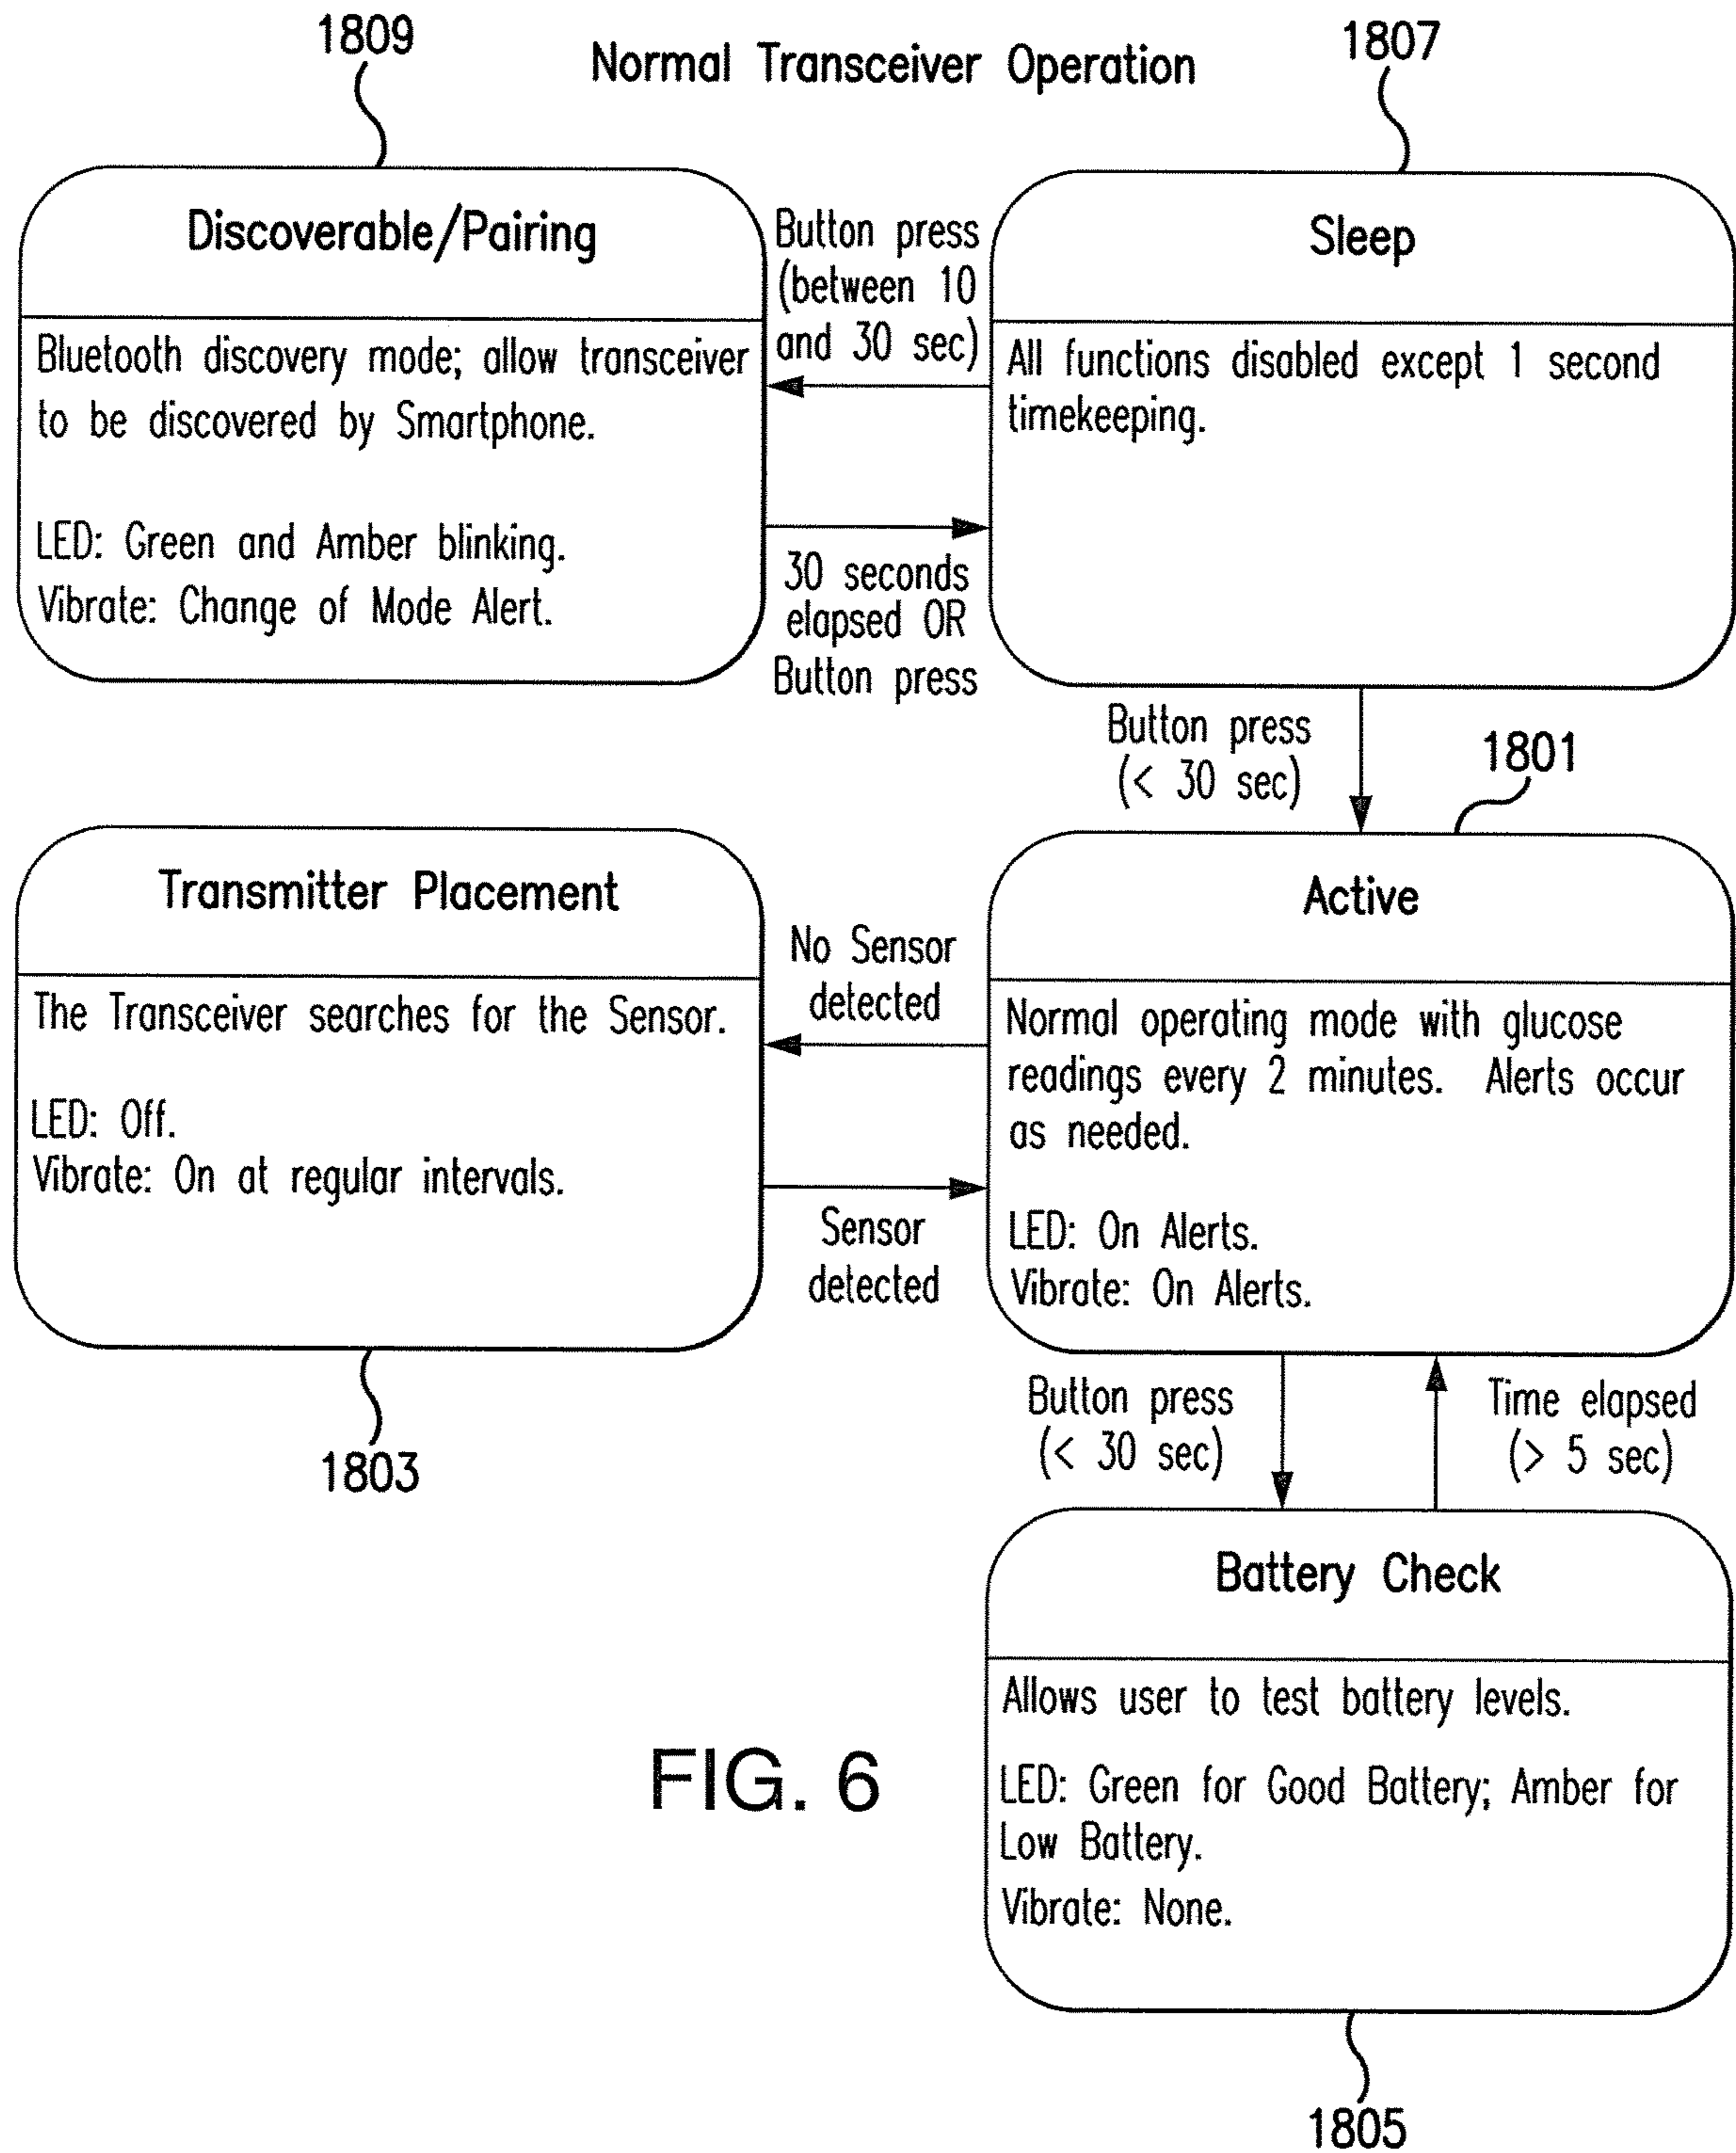 1809
Normal Transceiver Operation
1807
Discoverable/Pairing
Bluetooth discovery mode; allow transceiver
to be discovered by Smartphone.
LED: Green and Amber blinking.
Vibrate: Change of Mode Alert.
Button press
(between 10
and 30 sec)
30 seconds
elapsed OR
Button press
Sleep
All functions disabled except 1 second
timekeeping.
Button press
(< 30 sec)
1801
Transmitter Placement
The Transceiver searches for the Sensor.
LED: Off.
Vibrate: On at regular intervals.
1803
No Sensor
detected
Sensor
detected
Active
Normal operating mode with glucose
readings every 2 minutes. Alerts occur
as needed.
LED: On Alerts.
Vibrate: On Alerts.
Button press
(< 30 sec)
Time elapsed
(> 5 sec)
Battery Check
Allows user to test battery levels.
LED: Green for Good Battery; Amber for
Low Battery.
Vibrate: None.
1805
FIG. 6